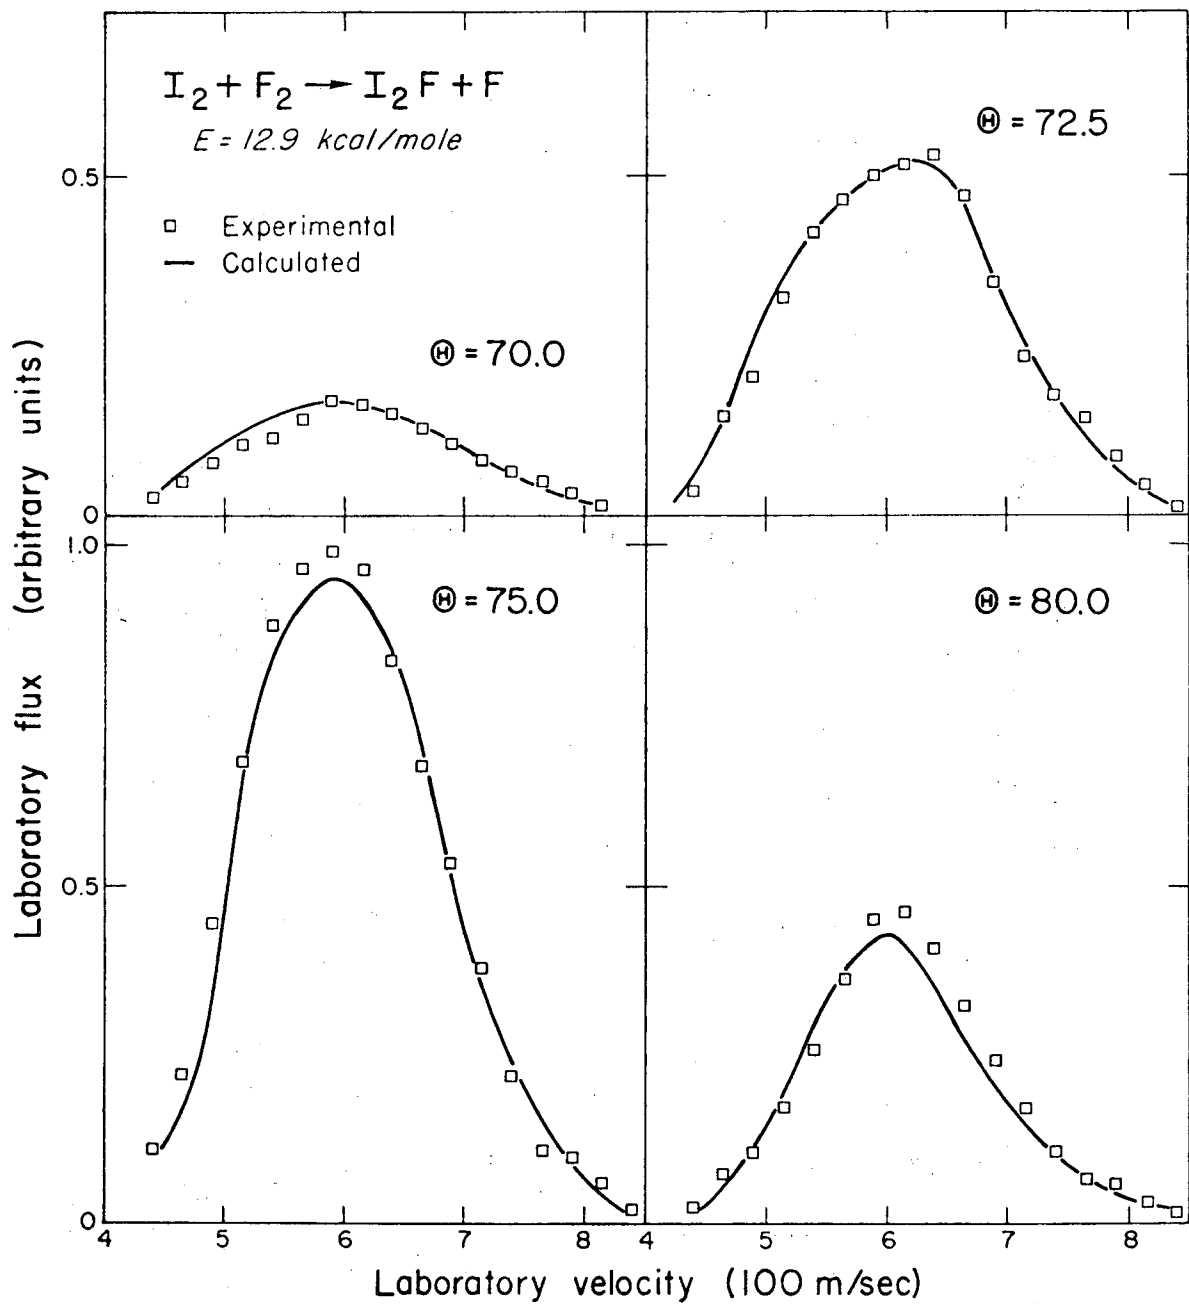 I₂ + F₂ → I₂F + F
E = 12.9 kcal/mole
□ Experimental
— Calculated
Ⓗ = 70.0
Ⓗ = 72.5
Ⓗ = 75.0
Ⓗ = 80.0
0.5
0
1.0
0.5
0
4 5 6 7 8 4 5 6 7 8
Laboratory flux (arbitrary units)
Laboratory velocity (100 m/sec)